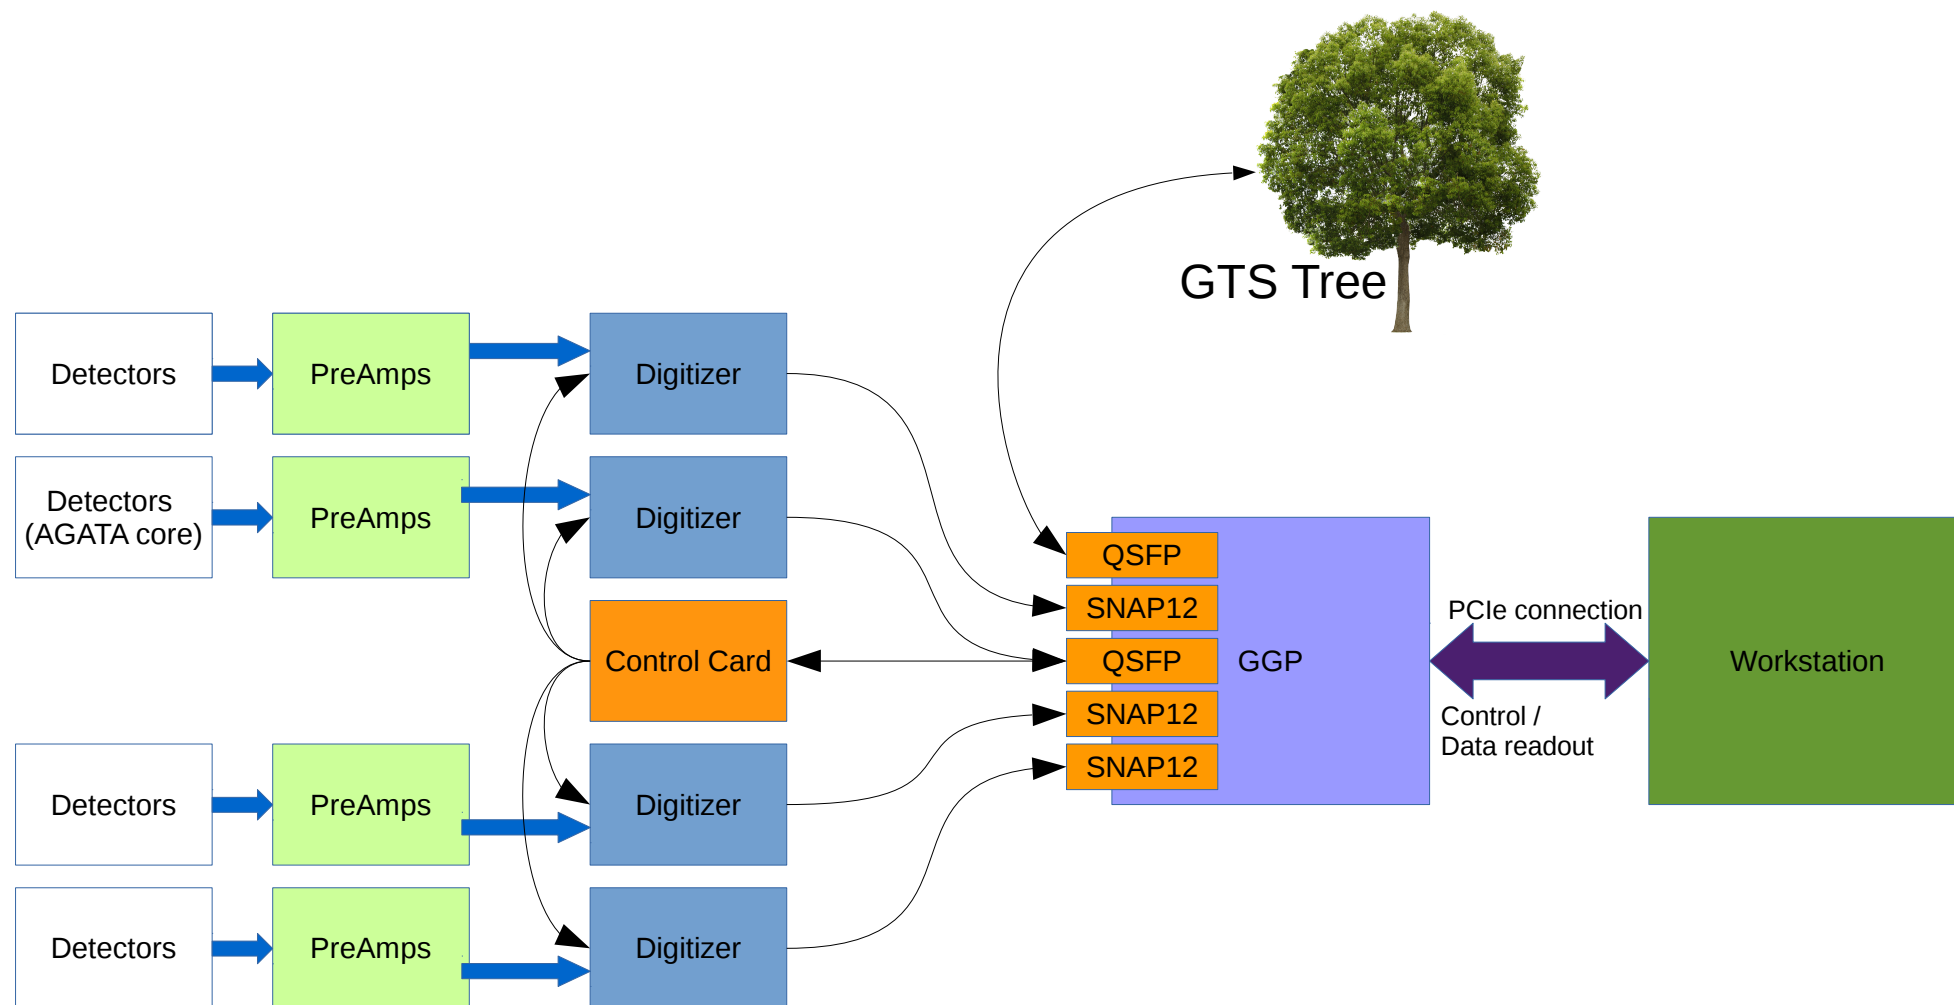 GTS Tree
Detectors
PreAmps
Digitizer
Detectors
(AGATA core)
PreAmps
Digitizer
Control Card
QSFP
SNAP12
QSFP
SNAP12
SNAP12
GGP
PCIe connection
Control /
Data readout
Workstation
Detectors
PreAmps
Digitizer
Detectors
PreAmps
Digitizer